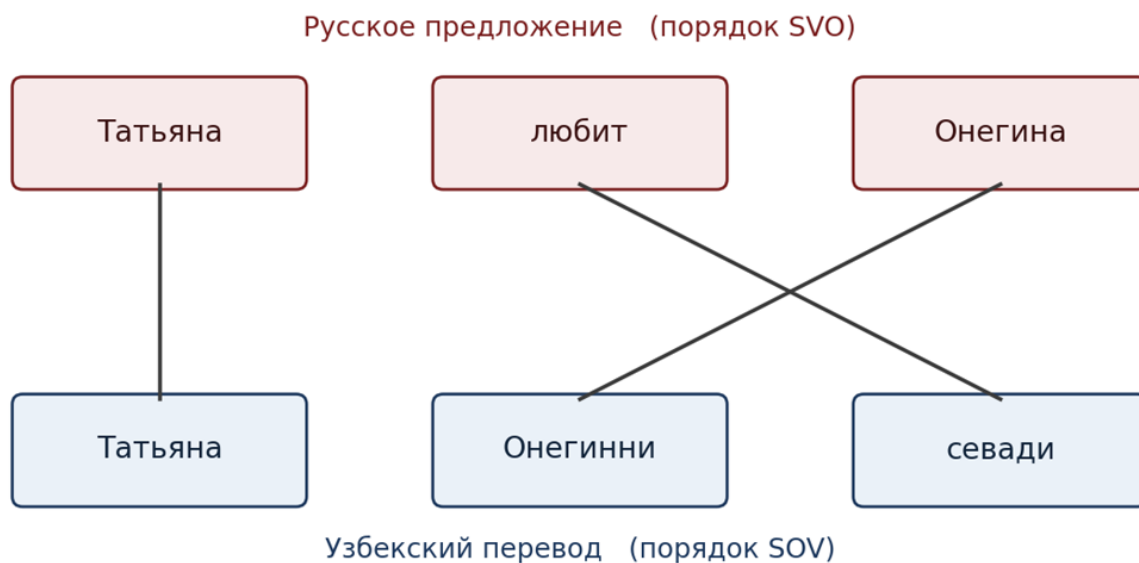 Русское предложение (порядок SVO)
Татьяна любит Онегина
Татьяна Онегинни севади
Узбекский перевод (порядок SOV)